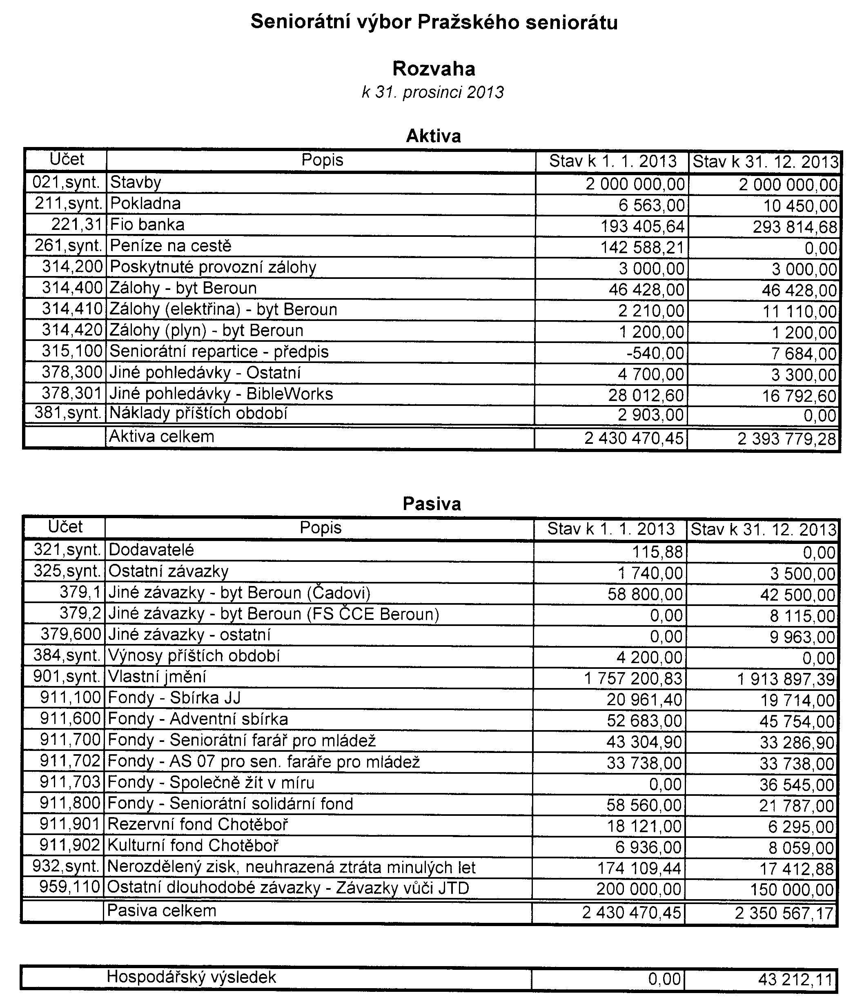 Seniorátní výbor Pražského seniorátu
Rozvaha
k 31. prosinci 2013
Aktiva
Účet Popis Stav k 1. 1. 2013 Stav k 31. 12. 2013
021,synt. Stavby 2 000 000,00 2 000 000,00
211,synt. Pokladna 6 563,00 10 450,00
221,31 Fio banka 193 405,64 293 814,68
261,synt. Peníze na cestě 142 588,21 0,00
314,200 Poskytnuté provozní zálohy 3 000,00 3 000,00
314,400 Zálohy - byt Beroun 46 428,00 46 428,00
314,410 Zálohy (elektřina) - byt Beroun 2 210,00 11 110,00
314,420 Zálohy (plyn) - byt Beroun 1 200,00 1 200,00
315,100 Seniorátní repartice - předpis -540,00 7 684,00
378,300 Jiné pohledávky - Ostatní 4 700,00 3 300,00
378,301 Jiné pohledávky - BibleWorks 28 012,60 16 792,60
381,synt. Náklady příštích období 2 903,00 0,00
Aktiva celkem 2 430 470,45 2 393 779,28
Pasiva
Účet Popis Stav k 1. 1. 2013 Stav k 31. 12. 2013
321,synt. Dodavatelé 115,88 0,00
325,synt. Ostatní závazky 1 740,00 3 500,00
379,1 Jiné závazky - byt Beroun (Čadovi) 58 800,00 42 500,00
379,2 Jiné závazky - byt Beroun (FS ČCE Beroun) 0,00 8 115,00
379,600 Jiné závazky - ostatní 0,00 9 963,00
384,synt. Výnosy příštích období 4 200,00 0,00
901,synt. Vlastní jmění 1 757 200,83 1 913 897,39
911,100 Fondy - Sbírka JJ 20 961,40 19 714,00
911,600 Fondy - Adventní sbírka 52 683,00 45 754,00
911,700 Fondy - Seniorátní farář pro mládež 43 304,90 33 286,90
911,702 Fondy - AS 07 pro sen. faráře pro mládež 33 738,00 33 738,00
911,703 Fondy - Společně žít v míru 0,00 36 545,00
911,800 Fondy - Seniorátní solidární fond 58 560,00 21 787,00
911,901 Rezervní fond Chotěboř 18 121,00 6 295,00
911,902 Kulturní fond Chotěboř 6 936,00 8 059,00
932,synt. Nerozdělený zisk, neuhrazená ztráta minulých let 174 109,44 17 412,88
959,110 Ostatní dlouhodobé závazky - Závazky vůči JTD 200 000,00 150 000,00
Pasiva celkem 2 430 470,45 2 350 567,17
Hospodářský výsledek 0,00 43 212,11